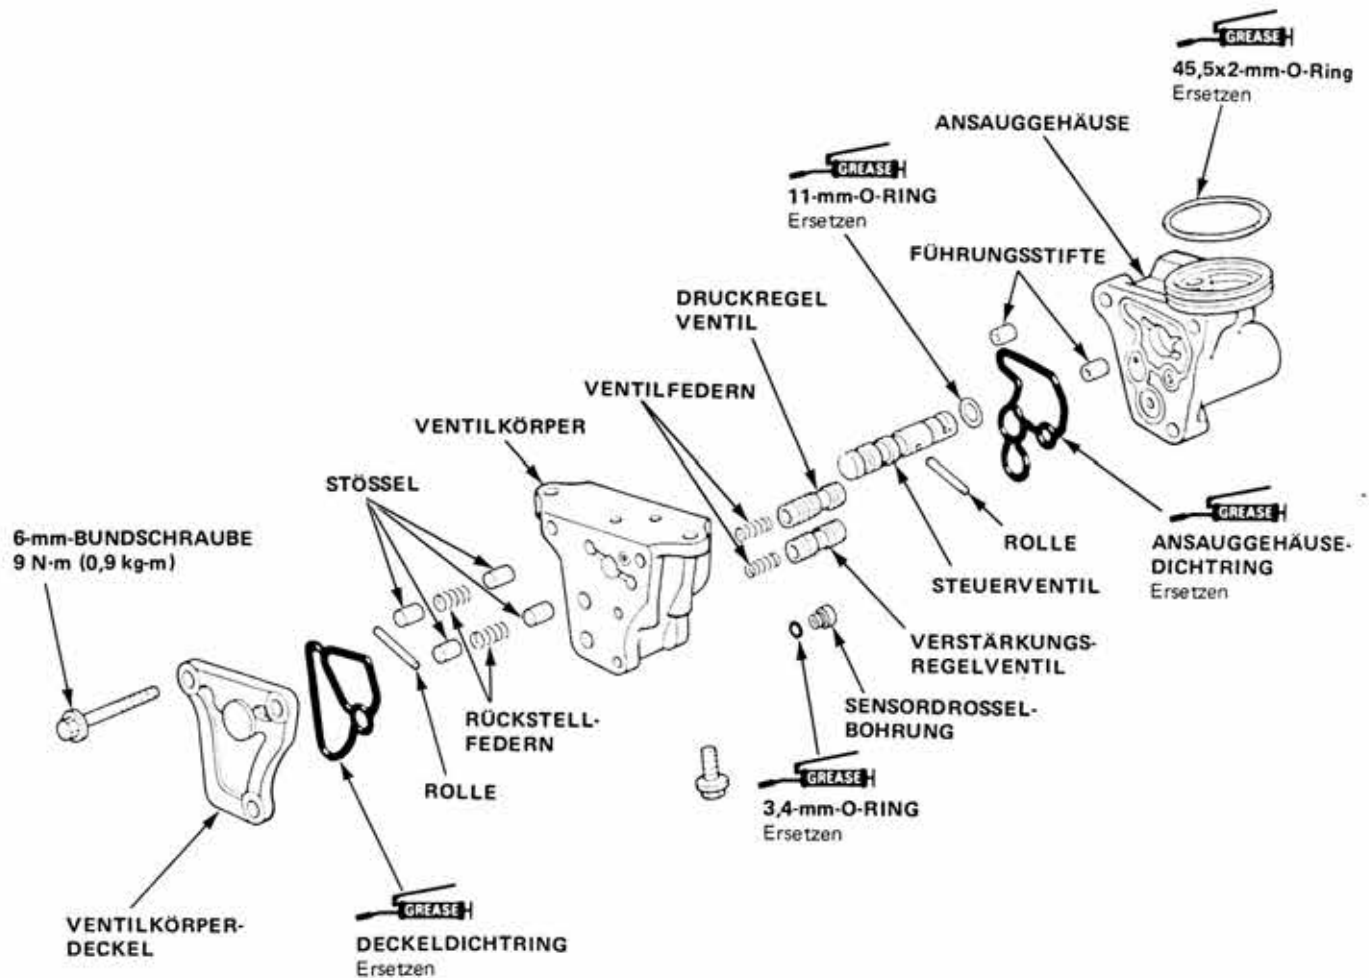 GREASE
45,5x2-mm-O-Ring
Ersetzen
ANSAUGGEHÄUSE
GREASE
11-mm-O-RING
Ersetzen
FÜHRUNGSSTIFTE
DRUCKREGEL
VENTIL
VENTILFEDERN
VENTILKÖRPER
STÖSSEL
6-mm-BUNDSCHRAUBE
9 N·m (0,9 kg-m)
GREASE
ANSAUGGEHÄUSE-
DICHTRING
Ersetzen
ROLLE
STEUERVENTIL
VERSTÄRKUNGS-
REGELVENTIL
SENSORDROSSEL-
BOHRUNG
RÜCKSTELL-
FEDERN
ROLLE
GREASE
3,4-mm-O-RING
Ersetzen
VENTILKÖRPER-
DECKEL
GREASE
DECKELDICHTRING
Ersetzen